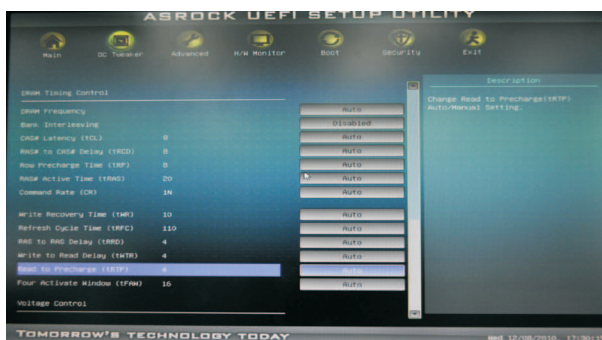 ASROCK UEFI SETUP UTILITY
Main OC Tweaker Advanced H/W Monitor Boot Security Exit
DRAM Timing Control
DRAM Frequency Auto
Bank Interleaving Disabled
CAS# Latency (tCL) 8 Auto
RAS# to CAS# Delay (tRCD) 8 Auto
Row Precharge Time (tRP) 8 Auto
RAS# Active Time (tRAS) 20 Auto
Command Rate (CR) 1N Auto
Write Recovery Time (tWR) 10 Auto
Refresh Cycle Time (tRFC) 110 Auto
RAS to RAS Delay (tRRD) 4 Auto
Write to Read Delay (tWTR) 4 Auto
Read to Precharge (tRTP) Auto
Four Activate Window (tFAW) 16 Auto
Voltage Control
Description
Change Read to Precharge(tRTP)
Auto/Manual Setting.
TOMORROW'S TECHNOLOGY TODAY
Wed 12/08/2010,